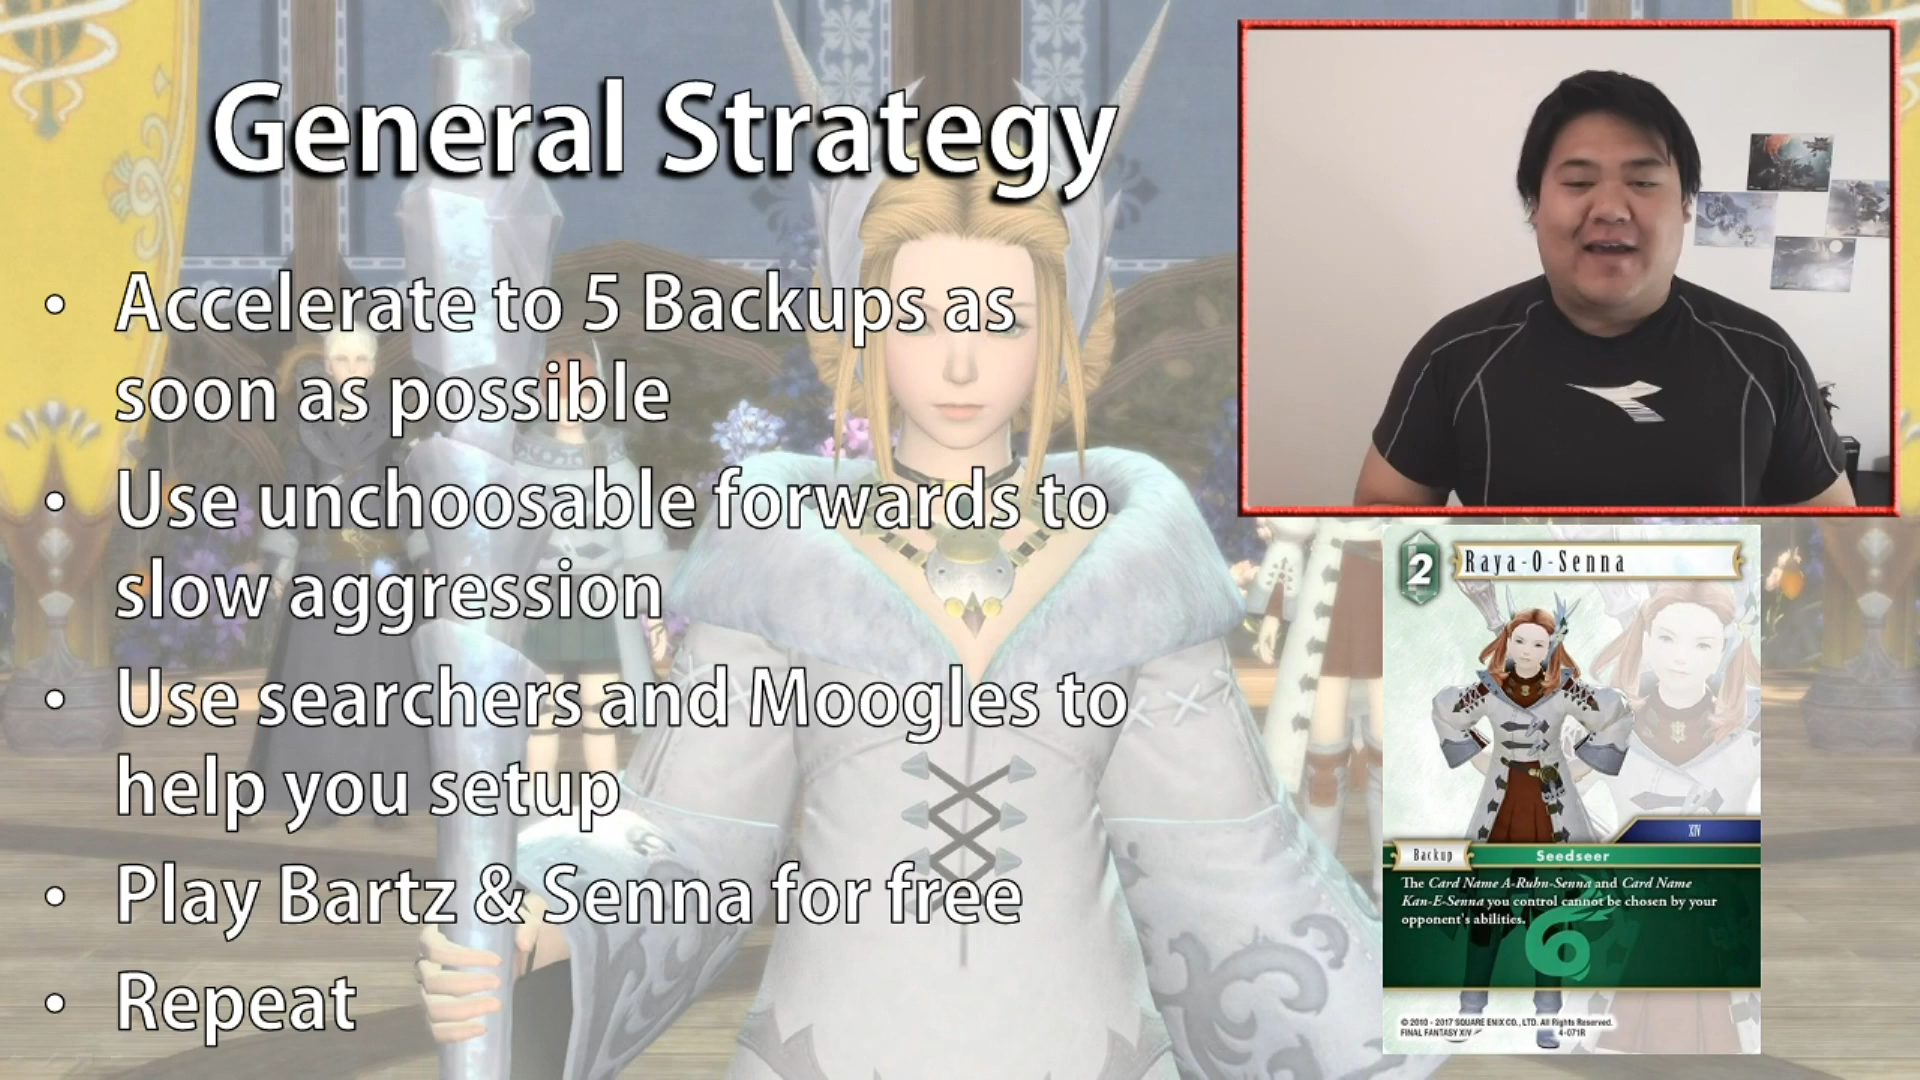 General Strategy
• Accelerate to 5 Backups as
soon as possible
• Use unchoosable forwards to
slow aggression
• Use searchers and Moogles to
help you setup
• Play Bartz & Senna for free
• Repeat
2
Raya-O-Senna
XIV
Backup
Seedseer
The Card Name A-Ruhn-Senna and Card Name
Kan-E-Senna you control cannot be chosen by your
opponent's abilities.
6
© 2010 - 2017 SQUARE ENIX CO., LTD. All Rights Reserved.
FINAL FANTASY XIV
4-071R